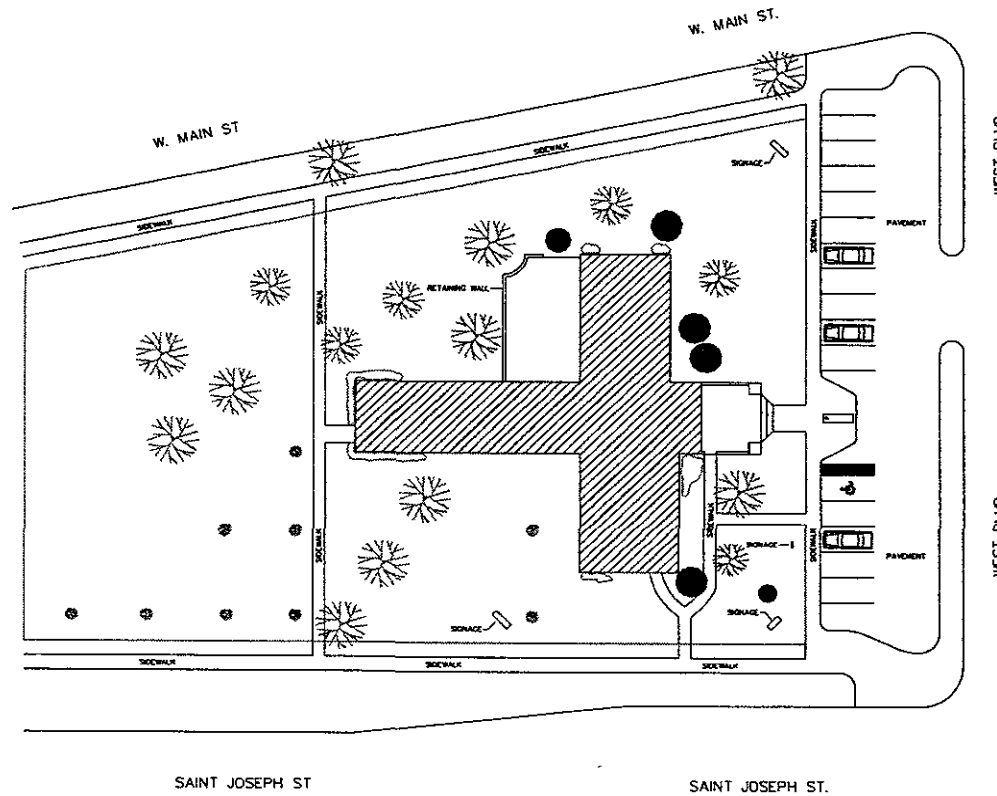 W. MAIN ST.
W. MAIN ST
SIDEWALK
SIGNAGE
SIDEWALK
SIDEWALK
PAVEMENT
RETAINING WALL
SIDEWALK
SIDEWALK
SIDEWALK
SIDEWALK
SIGNAGE
PAVEMENT
SIGNAGE
SIGNAGE
SIDEWALK
SIDEWALK
SIDEWALK
SAINT JOSEPH ST
SAINT JOSEPH ST.